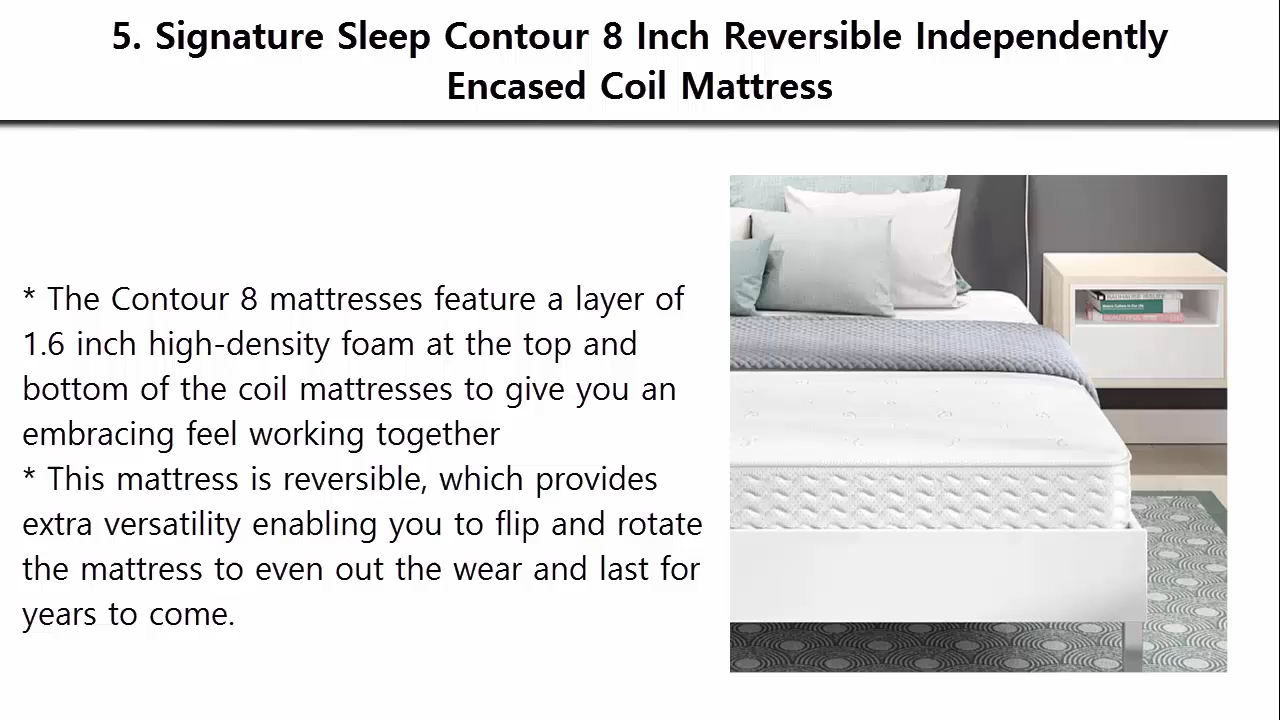 5. Signature Sleep Contour 8 Inch Reversible Independently
Encased Coil Mattress
* The Contour 8 mattresses feature a layer of
1.6 inch high-density foam at the top and
bottom of the coil mattresses to give you an
embracing feel working together
* This mattress is reversible, which provides
extra versatility enabling you to flip and rotate
the mattress to even out the wear and last for
years to come.
BAUHAUS